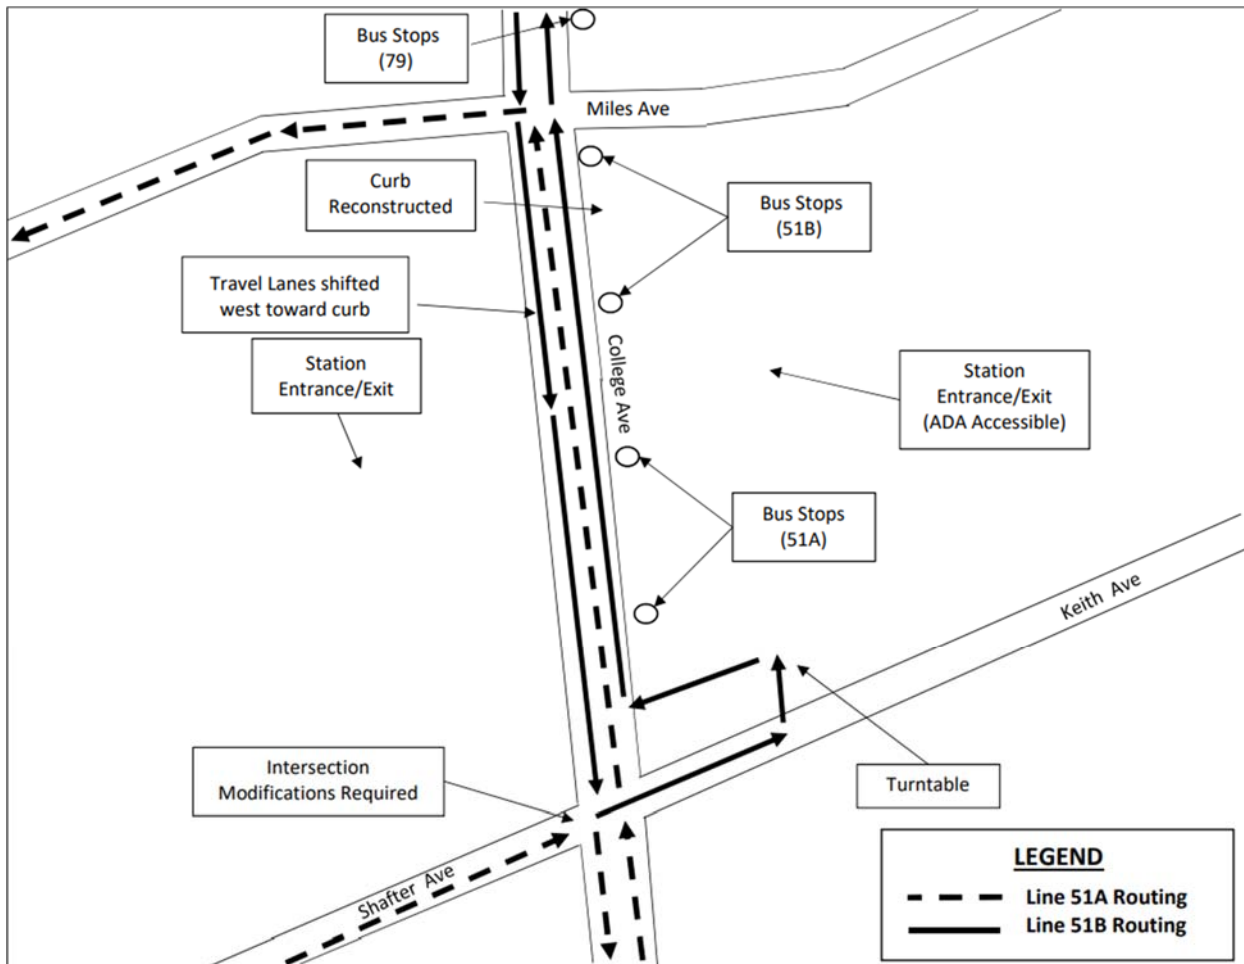 Bus Stops
(79)
Miles Ave
Curb
Reconstructed
Bus Stops
(51B)
Travel Lanes shifted
west toward curb
Station
Entrance/Exit
College Ave
Station
Entrance/Exit
(ADA Accessible)
Bus Stops
(51A)
Keith Ave
Intersection
Modifications Required
Turntable
Shafter Ave
LEGEND
Line 51A Routing
Line 51B Routing